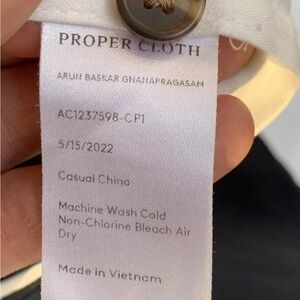 PROPER CLOTH
ARUN BASKAR GNANAPRAGASAM
AC1237598-CP1
5/15/2022
Casual Chino
Machine Wash Cold
Non-Chlorine Bleach Air
Dry
Made in Vietnam